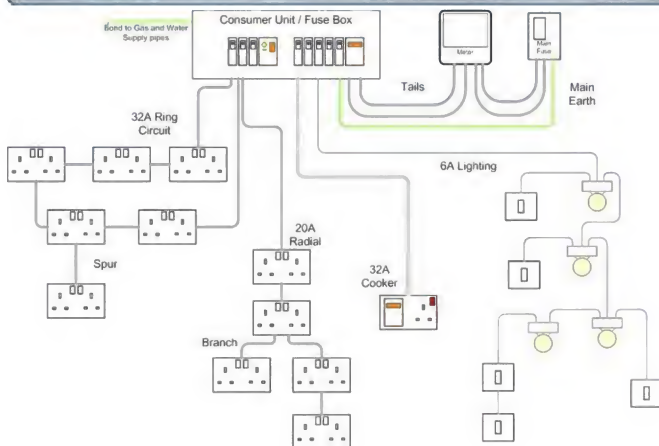 Bond to Gas and Water
Supply pipes
Consumer Unit / Fuse Box
Meter
Main
Fuse
Tails
Main
Earth
32A Ring
Circuit
6A Lighting
20A
Radial
Spur
32A
Cooker
Branch